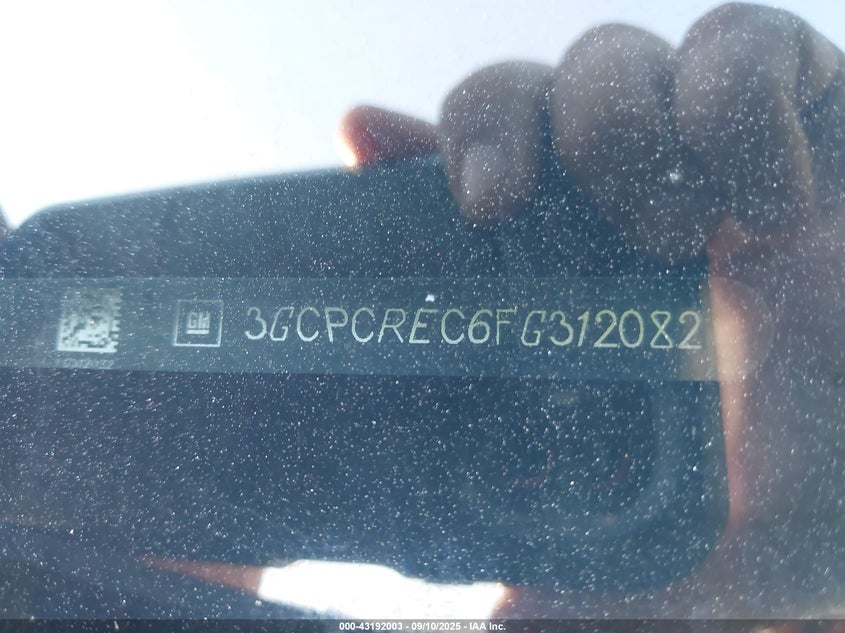 GM 3GCPCREC6FG312082
000-43192003 - 09/10/2025 - IAA Inc.